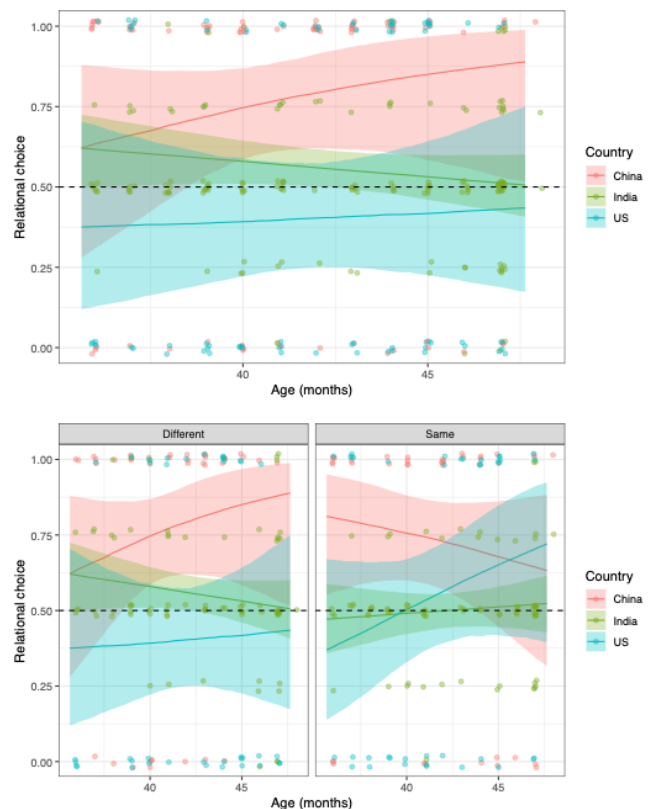 1.00
0.75
0.50
0.25
0.00
Relational choice
40
45
Age (months)
Country
China
India
US
Different
Same
1.00
0.75
0.50
0.25
0.00
Relational choice
40
45
40
45
Age (months)
Country
China
India
US